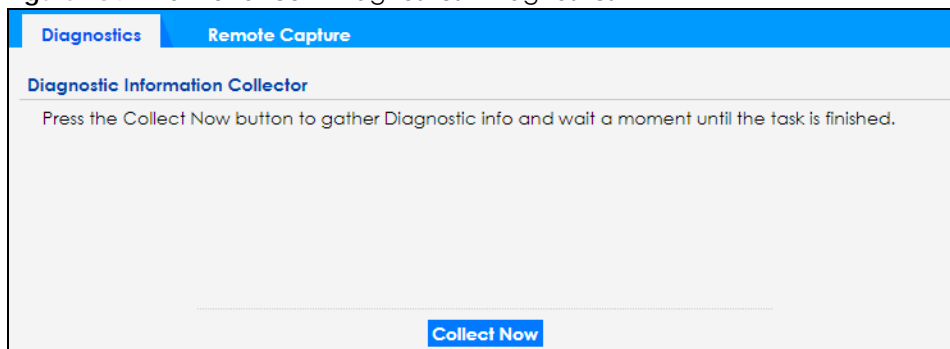 Diagnostics Remote Capture
Diagnostic Information Collector
Press the Collect Now button to gather Diagnostic info and wait a moment until the task is finished.
Collect Now